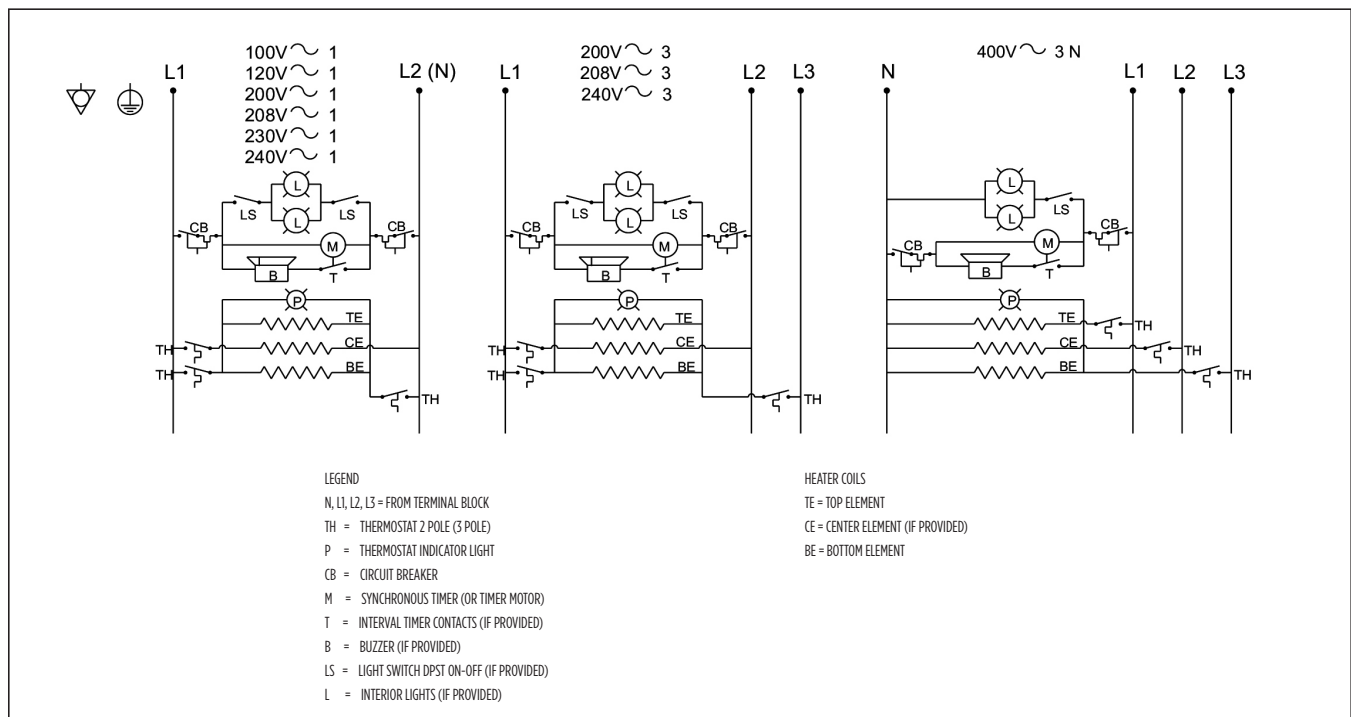 100V 1
120V 1
200V 1
208V 1
230V 1
240V 1
L1
L2 (N)
L
L
LS
LS
CB
CB
M
B
T
P
TE
TH
CE
TH
BE
TH
200V 3
208V 3
240V 3
L1
L2
L3
L
L
LS
LS
CB
CB
M
B
T
P
TE
TH
CE
TH
BE
TH
400V 3 N
N
L1
L2
L3
L
L
LS
CB
CB
M
B
T
P
TE
TH
CE
TH
BE
TH
LEGEND
N, L1, L2, L3 = FROM TERMINAL BLOCK
TH = THERMOSTAT 2 POLE (3 POLE)
P = THERMOSTAT INDICATOR LIGHT
CB = CIRCUIT BREAKER
M = SYNCHRONOUS TIMER (OR TIMER MOTOR)
T = INTERVAL TIMER CONTACTS (IF PROVIDED)
B = BUZZER (IF PROVIDED)
LS = LIGHT SWITCH DPST ON-OFF (IF PROVIDED)
L = INTERIOR LIGHTS (IF PROVIDED)
HEATER COILS
TE = TOP ELEMENT
CE = CENTER ELEMENT (IF PROVIDED)
BE = BOTTOM ELEMENT